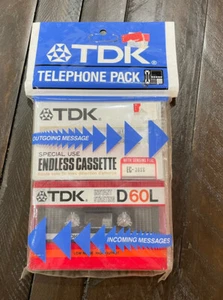 TDK
TELEPHONE PACK
TDK
OUTGOING MESSAGE
SPECIAL USE
ENDLESS CASSETTE
TDK
D60L
INCOMING MESSAGES